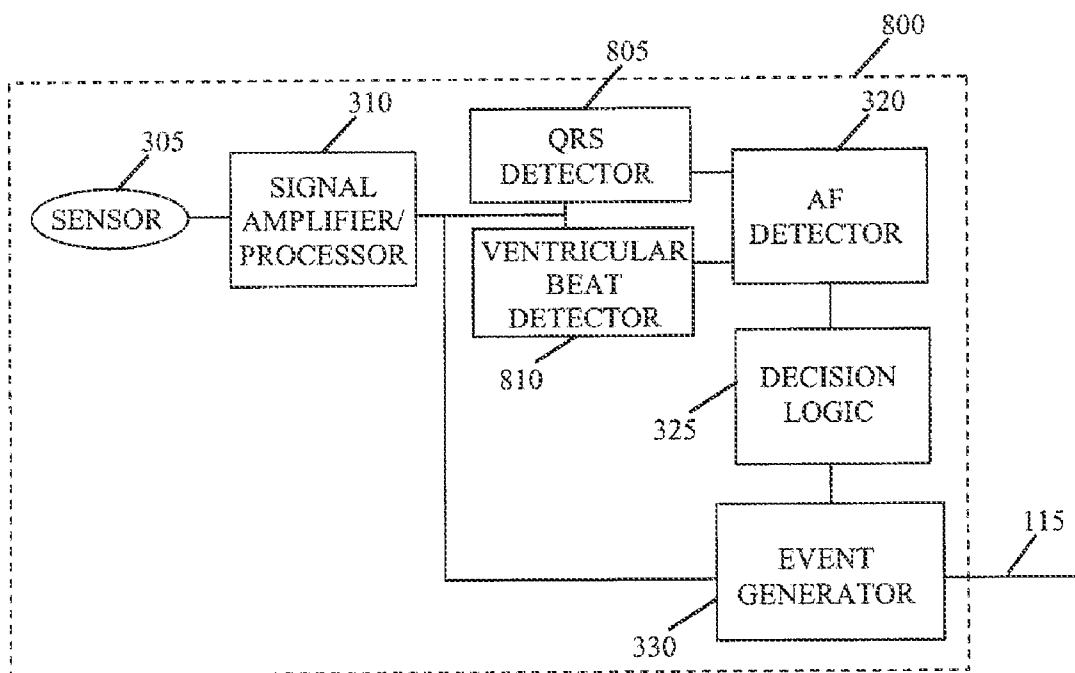 800
805
310
320
305
QRS
DETECTOR
SIGNAL
AMPLIFIER/
PROCESSOR
SENSOR
AF
DETECTOR
VENTRICULAR
BEAT
DETECTOR
810
DECISION
LOGIC
325
115
EVENT
GENERATOR
330